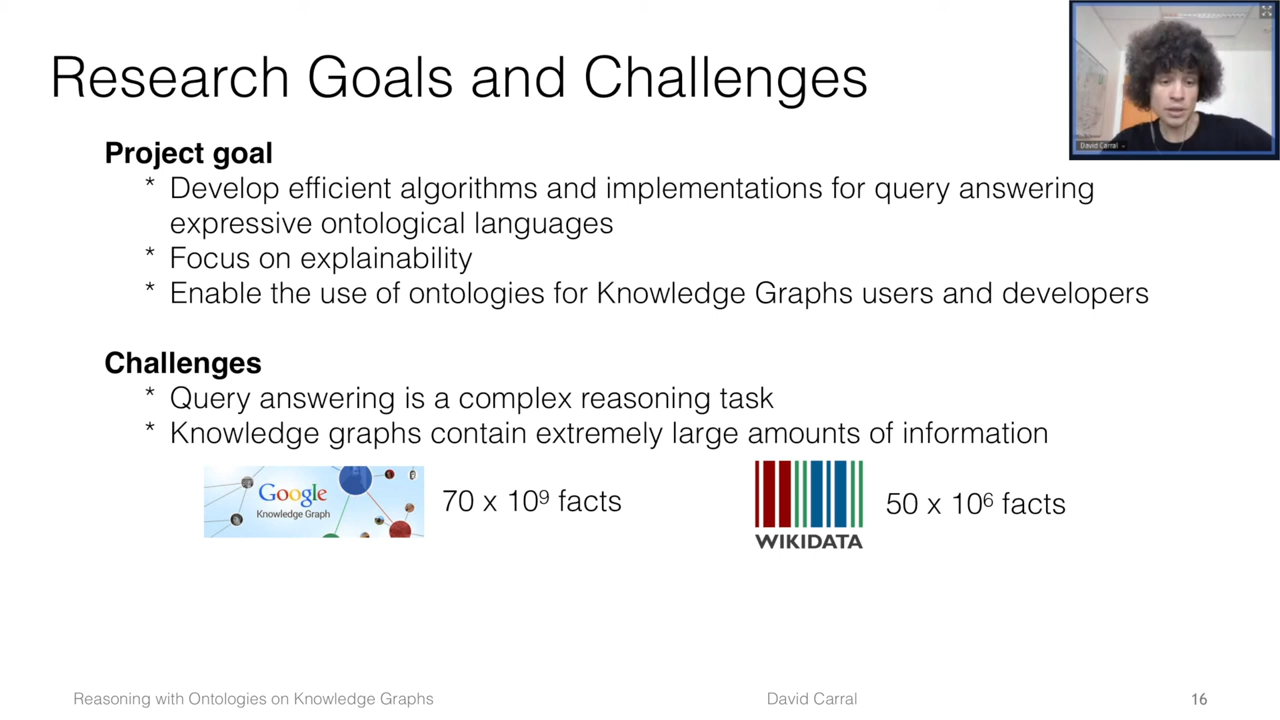 Research Goals and Challenges
David Carral
Project goal
* Develop efficient algorithms and implementations for query answering
expressive ontological languages
* Focus on explainability
* Enable the use of ontologies for Knowledge Graphs users and developers
Challenges
* Query answering is a complex reasoning task
* Knowledge graphs contain extremely large amounts of information
Google
Knowledge Graph
70 x 10⁹ facts
WIKIDATA
50 x 10⁶ facts
Reasoning with Ontologies on Knowledge Graphs
David Carral
16